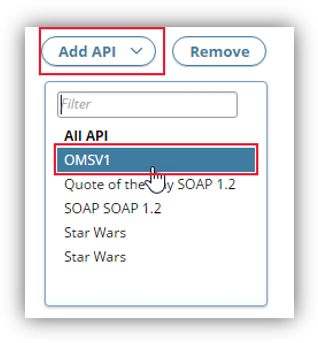 Add API
Remove
Filter
All API
OMSV1
Quote of the y SOAP 1.2
SOAP SOAP 1.2
Star Wars
Star Wars